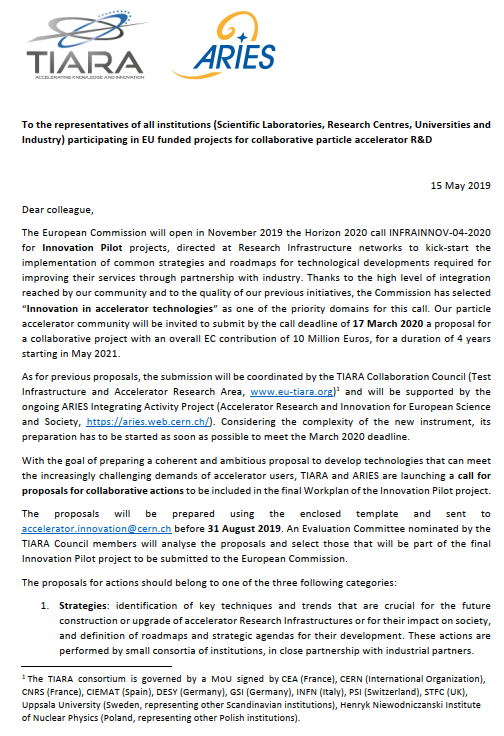 TIARA
ACCELERATING KNOWLEDGE AND INNOVATION
ARIES
To the representatives of all institutions (Scientific Laboratories, Research Centres, Universities and
Industry) participating in EU funded projects for collaborative particle accelerator R&D
15 May 2019
Dear colleague,
The European Commission will open in November 2019 the Horizon 2020 call INFRAINNOV-04-2020
for Innovation Pilot projects, directed at Research Infrastructure networks to kick-start the
implementation of common strategies and roadmaps for technological developments required for
improving their services through partnership with industry. Thanks to the high level of integration
reached by our community and to the quality of our previous initiatives, the Commission has selected
“Innovation in accelerator technologies” as one of the priority domains for this call. Our particle
accelerator community will be invited to submit by the call deadline of 17 March 2020 a proposal for
a collaborative project with an overall EC contribution of 10 Million Euros, for a duration of 4 years
starting in May 2021.
As for previous proposals, the submission will be coordinated by the TIARA Collaboration Council (Test
Infrastructure and Accelerator Research Area, www.eu-tiara.org)¹ and will be supported by the
ongoing ARIES Integrating Activity Project (Accelerator Research and Innovation for European Science
and Society, https://aries.web.cern.ch/). Considering the complexity of the new instrument, its
preparation has to be started as soon as possible to meet the March 2020 deadline.
With the goal of preparing a coherent and ambitious proposal to develop technologies that can meet
the increasingly challenging demands of accelerator users, TIARA and ARIES are launching a call for
proposals for collaborative actions to be included in the final Workplan of the Innovation Pilot project.
The proposals will be prepared using the enclosed template and sent to
accelerator.innovation@cern.ch before 31 August 2019. An Evaluation Committee nominated by the
TIARA Council members will analyse the proposals and select those that will be part of the final
Innovation Pilot project to be submitted to the European Commission.
The proposals for actions should belong to one of the three following categories:
1. Strategies: identification of key techniques and trends that are crucial for the future
construction or upgrade of accelerator Research Infrastructures or for their impact on society,
and definition of roadmaps and strategic agendas for their development. These actions are
performed by small consortia of institutions, in close partnership with industrial partners.
¹ The TIARA consortium is governed by a MoU signed by CEA (France), CERN (International Organization),
CNRS (France), CIEMAT (Spain), DESY (Germany), GSI (Germany), INFN (Italy), PSI (Switzerland), STFC (UK),
Uppsala University (Sweden, representing other Scandinavian institutions), Henryk Niewodniczanski Institute
of Nuclear Physics (Poland, representing other Polish institutions).